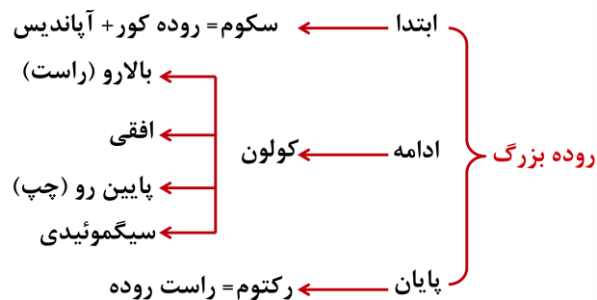 روده بزرگ
ابتدا
سکوم= روده کور+ آپاندیس
ادامه
کولون
بالارو (راست)
افقی
پایین رو (چپ)
سیگموئیدی
پایان
رکتوم= راست روده